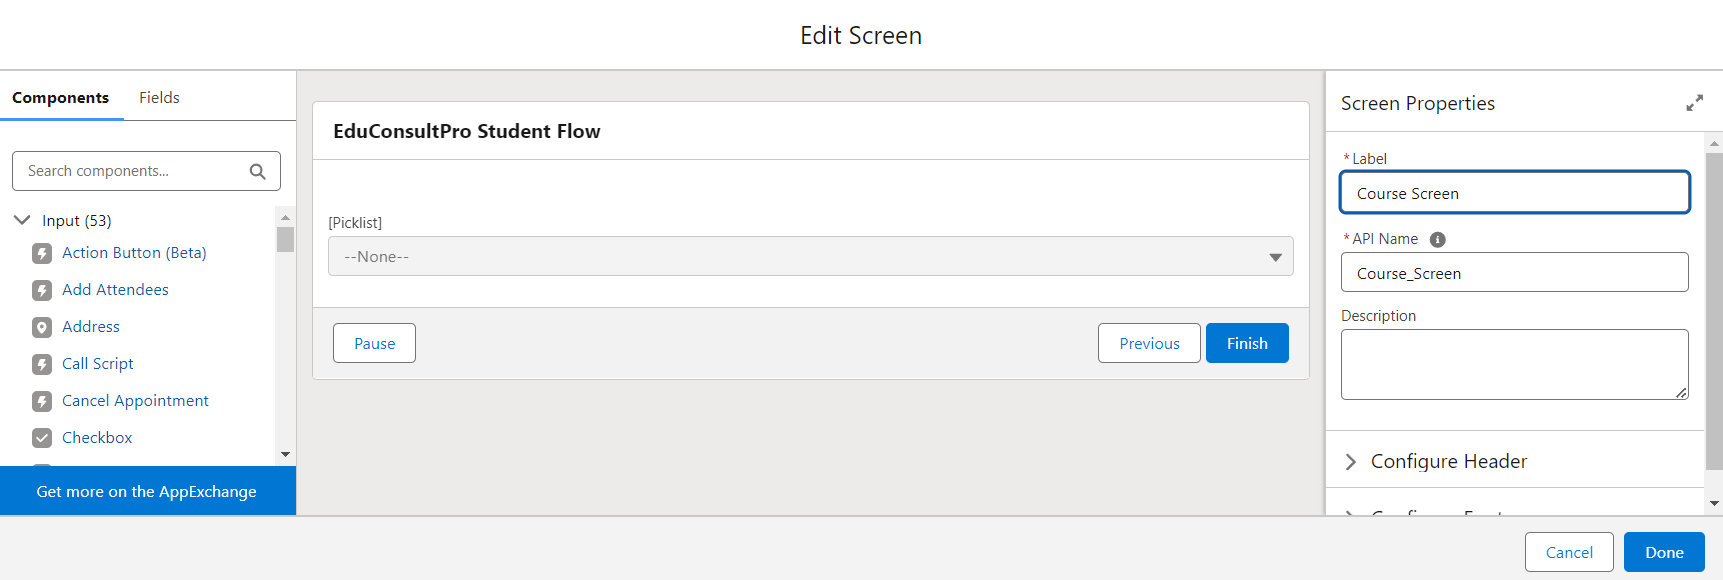 Edit Screen
Components
Fields
Search components...
Input (53)
Action Button (Beta)
Add Attendees
Address
Call Script
Cancel Appointment
Checkbox
Get more on the AppExchange
EduConsultPro Student Flow
[Picklist]
--None--
Pause
Previous
Finish
Screen Properties
*Label
Course Screen
*API Name
Course_Screen
Description
Configure Header
Cancel
Done